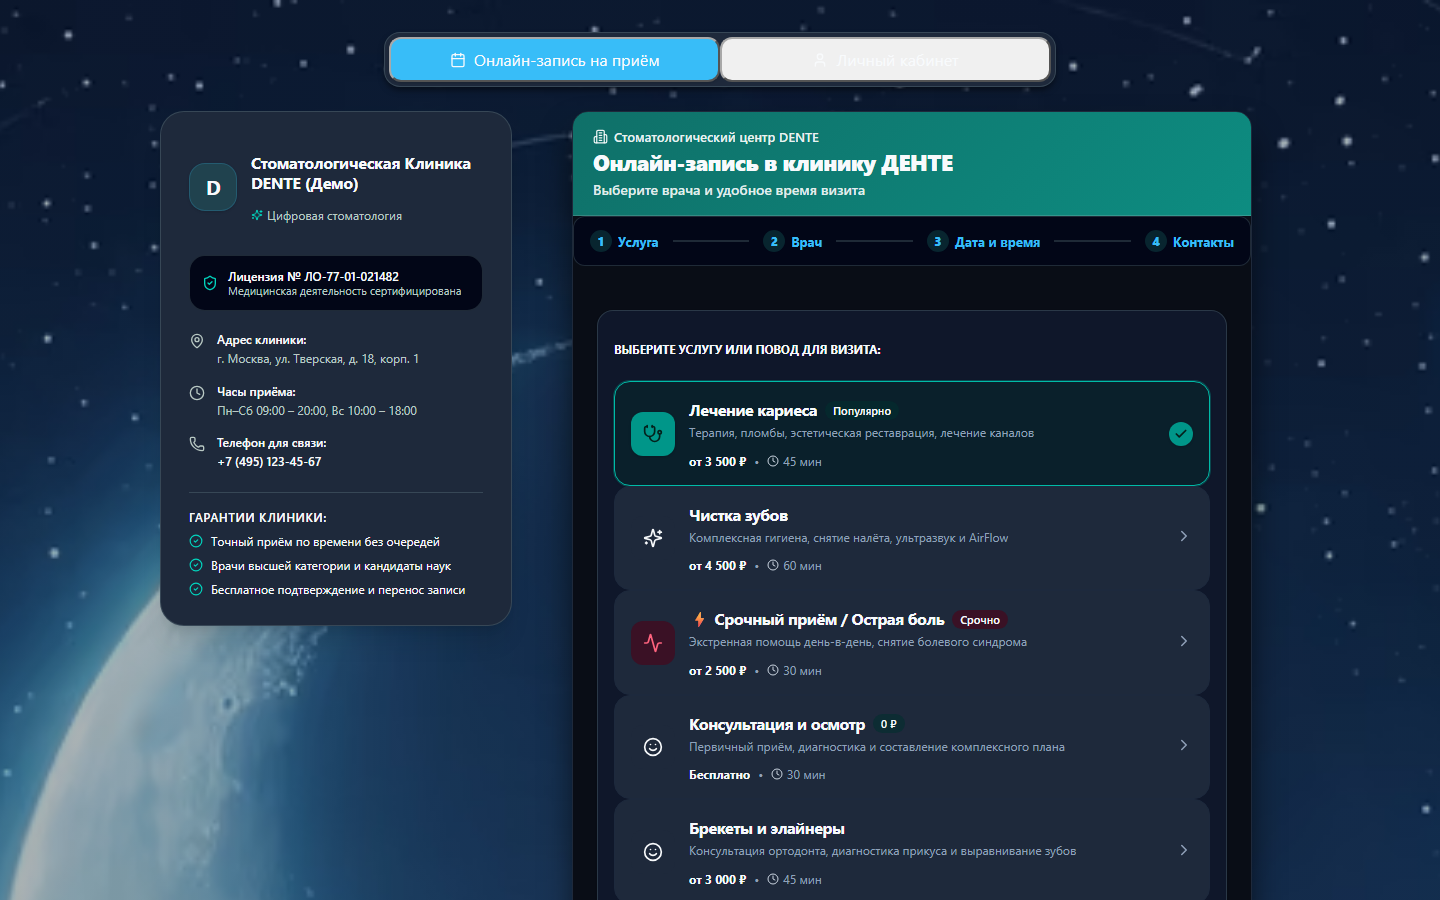 Онлайн-запись на приём
Личный кабинет
D
Стоматологическая Клиника
DENTE (Демо)
Цифровая стоматология
Лицензия № ЛО-77-01-021482
Медицинская деятельность сертифицирована
Адрес клиники:
г. Москва, ул. Тверская, д. 18, корп. 1
Часы приёма:
Пн–Сб 09:00 – 20:00, Вс 10:00 – 18:00
Телефон для связи:
+7 (495) 123-45-67
ГАРАНТИИ КЛИНИКИ:
Точный приём по времени без очередей
Врачи высшей категории и кандидаты наук
Бесплатное подтверждение и перенос записи
Стоматологический центр DENTE
Онлайн-запись в клинику ДЕНТЕ
Выберите врача и удобное время визита
1 Услуга 2 Врач 3 Дата и время 4 Контакты
ВЫБЕРИТЕ УСЛУГУ ИЛИ ПОВОД ДЛЯ ВИЗИТА:
Лечение кариеса Популярно
Терапия, пломбы, эстетическая реставрация, лечение каналов
от 3 500 ₽ • 45 мин
Чистка зубов
Комплексная гигиена, снятие налёта, ультразвук и AirFlow
от 4 500 ₽ • 60 мин
Срочный приём / Острая боль Срочно
Экстренная помощь день-в-день, снятие болевого синдрома
от 2 500 ₽ • 30 мин
Консультация и осмотр 0 ₽
Первичный приём, диагностика и составление комплексного плана
Бесплатно • 30 мин
Брекеты и элайнеры
Консультация ортодонта, диагностика прикуса и выравнивание зубов
от 3 000 ₽ • 45 мин